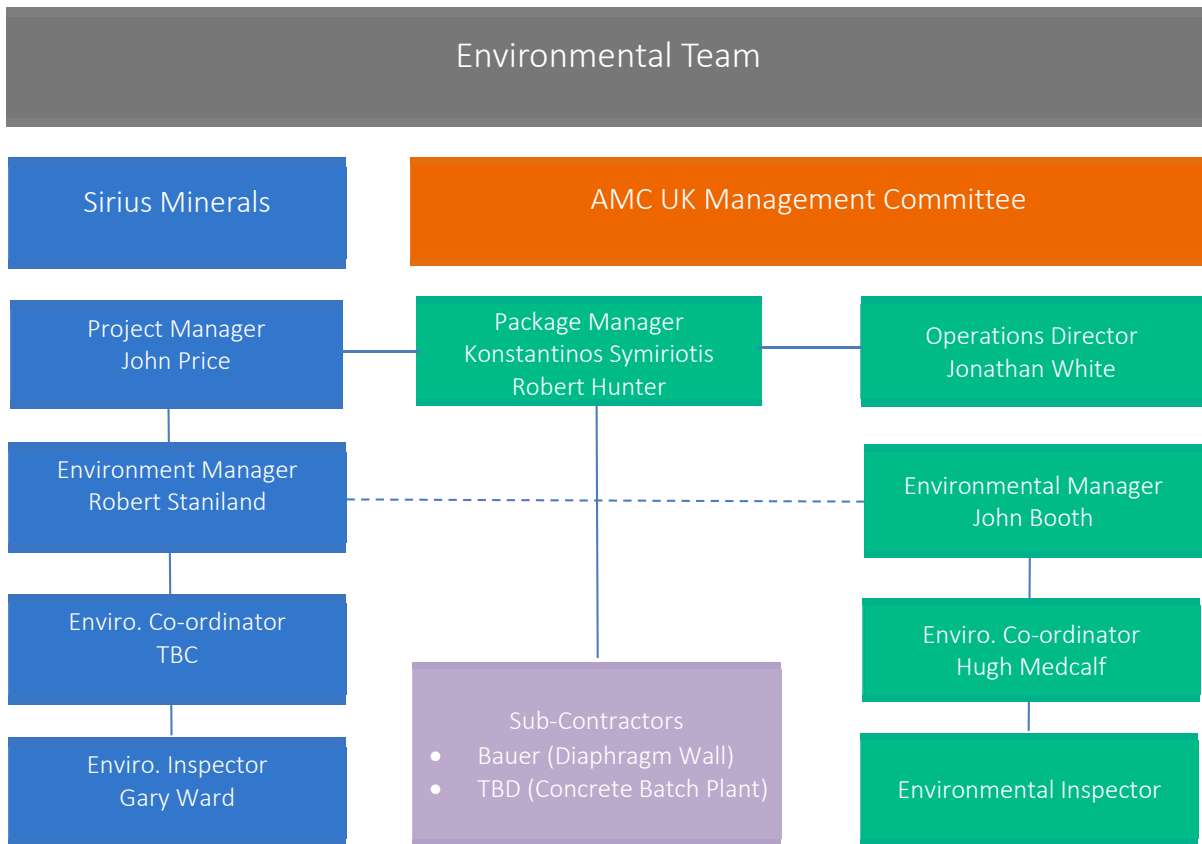 Environmental Team
Sirius Minerals
AMC UK Management Committee
Project Manager
John Price
Package Manager
Konstantinos Symiriotis
Robert Hunter
Operations Director
Jonathan White
Environment Manager
Robert Staniland
Environmental Manager
John Booth
Enviro. Co-ordinator
TBC
Enviro. Co-ordinator
Hugh Medcalf
Sub-Contractors
• Bauer (Diaphragm Wall)
• TBD (Concrete Batch Plant)
Enviro. Inspector
Gary Ward
Environmental Inspector